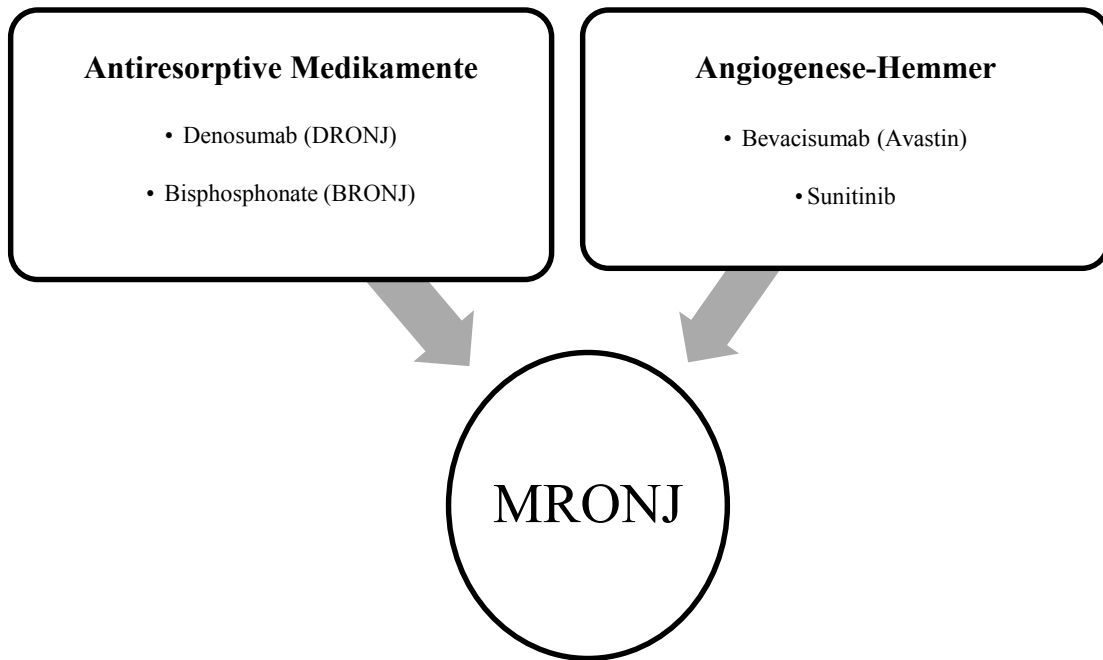 Antiresorptive Medikamente
• Denosumab (DRONJ)
• Bisphosphonate (BRONJ)
Angiogenese-Hemmer
• Bevacisumab (Avastin)
• Sunitinib
MRONJ